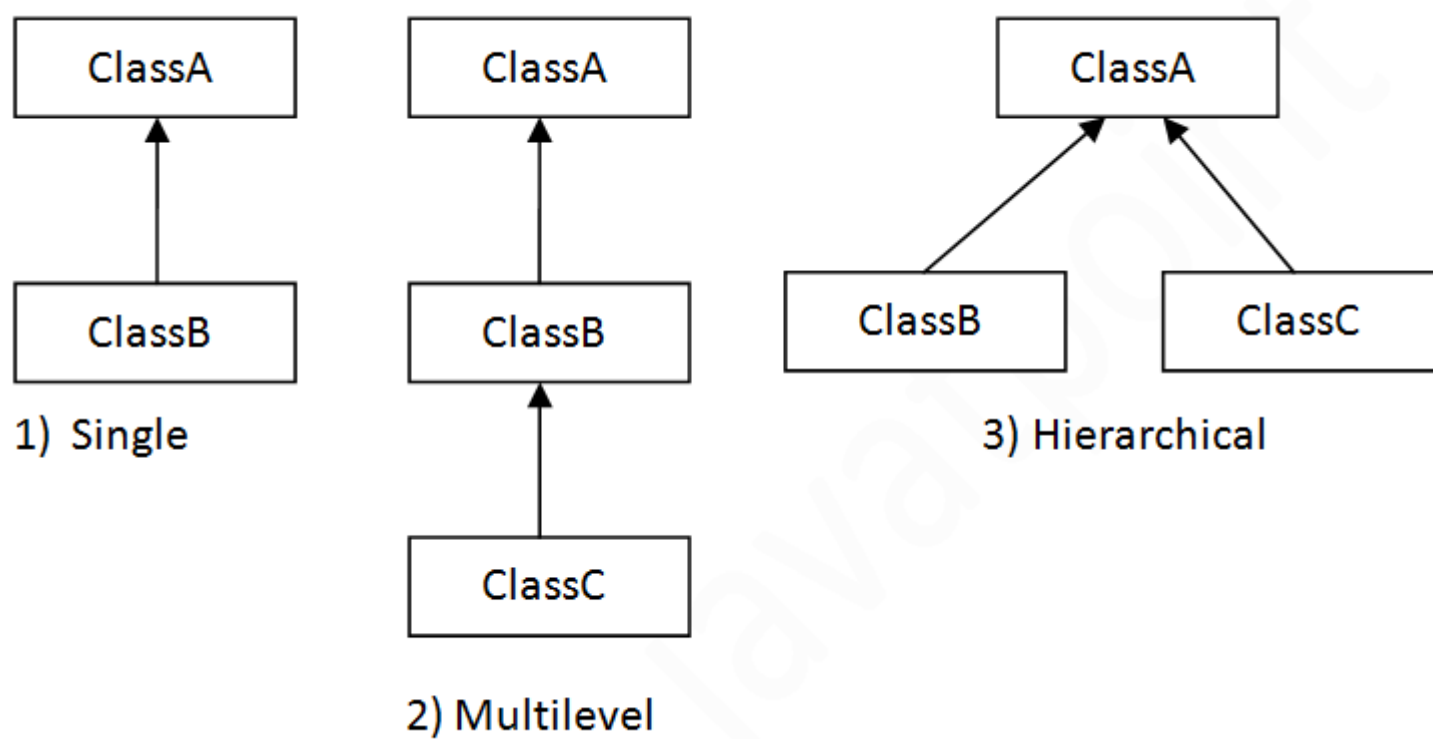 ClassA
ClassB
1) Single
ClassA
ClassB
ClassC
2) Multilevel
ClassA
ClassB
ClassC
3) Hierarchical